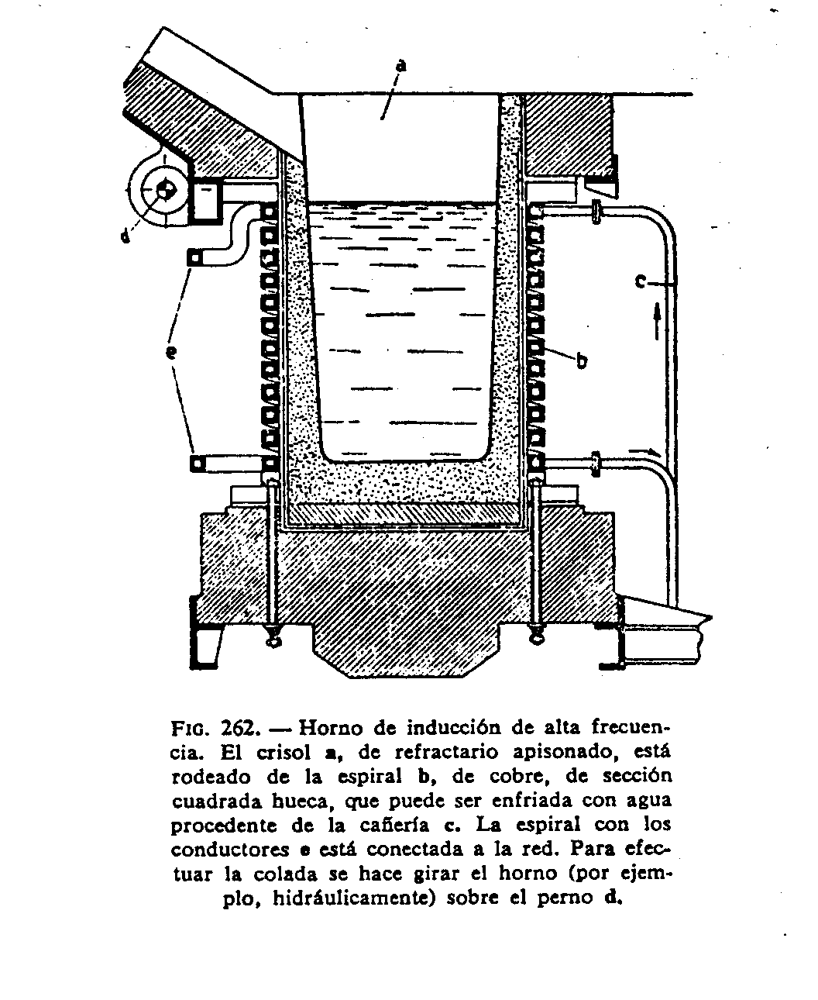 a
d
e
c
b
FIG. 262. — Horno de inducción de alta frecuen-
cia. El crisol a, de refractario apisonado, está
rodeado de la espiral b, de cobre, de sección
cuadrada hueca, que puede ser enfriada con agua
procedente de la cañería c. La espiral con los
conductores e está conectada a la red. Para efec-
tuar la colada se hace girar el horno (por ejem-
plo, hidráulicamente) sobre el perno d.